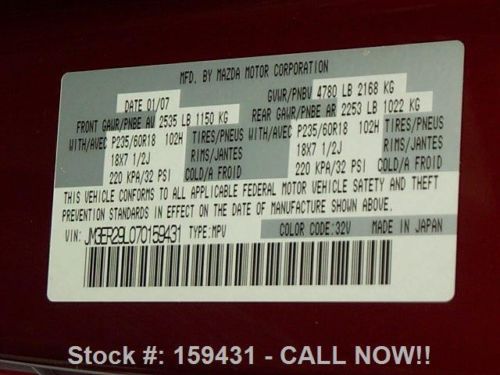 MFD. BY MAZDA MOTOR CORPORATION
DATE 01/07 GVWR/PNBV 4780 LB 2168 KG
FRONT GAWR/PNBE AV 2535 LB 1150 KG REAR GAWR/PNBE AR 2253 LB 1022 KG
WITH/AVEC P235/60R18 102H TIRES/PNEUS WITH/AVEC P235/60R18 102H TIRES/PNEUS
18X7 1/2J RIMS/JANTES 18X7 1/2J RIMS/JANTES
220 KPA/32 PSI COLD/A FROID 220 KPA/32 PSI COLD/A FROID
THIS VEHICLE CONFORMS TO ALL APPLICABLE FEDERAL MOTOR VEHICLE SAFETY AND THEFT
PREVENTION STANDARDS IN EFFECT ON THE DATE OF MANUFACTURE SHOWN ABOVE.
VIN: JM3ER29L070159431 TYPE:MPV COLOR CODE:32V MADE IN JAPAN
Stock #: 159431 - CALL NOW!!